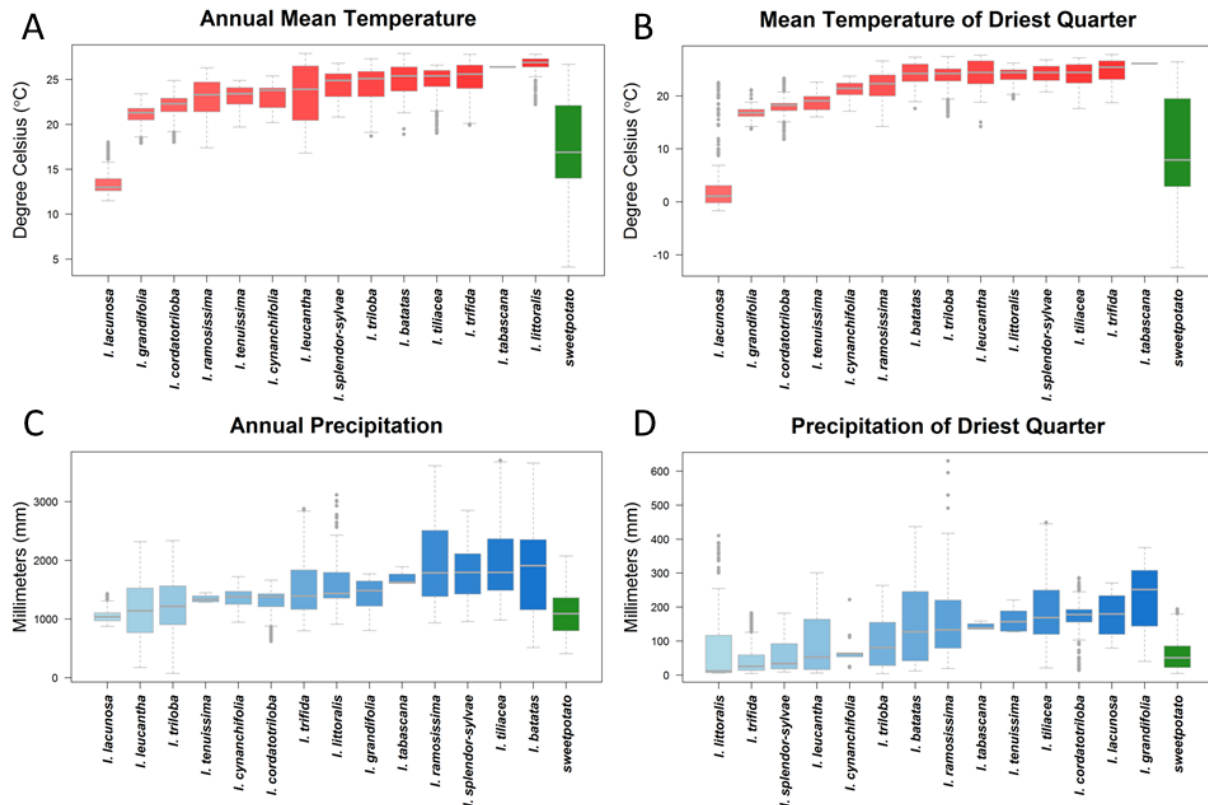 A
Annual Mean Temperature
Degree Celsius (°C)
25
20
15
10
5
I. lacunosa
I. grandifolia
I. cordatotriloba
I. ramosissima
I. tenuissima
I. cynanchifolia
I. leucantha
I. splendor-sylvae
I. triloba
I. batatas
I. tiliacea
I. trifida
I. tabascana
I. littoralis
sweetpotato
B
Mean Temperature of Driest Quarter
Degree Celsius (°C)
20
10
0
-10
I. lacunosa
I. grandifolia
I. cordatotriloba
I. tenuissima
I. cynanchifolia
I. ramosissima
I. batatas
I. triloba
I. leucantha
I. littoralis
I. splendor-sylvae
I. tiliacea
I. trifida
I. tabascana
sweetpotato
C
Annual Precipitation
Millimeters (mm)
3000
2000
1000
0
I. lacunosa
I. leucantha
I. triloba
I. tenuissima
I. cynanchifolia
I. cordatotriloba
I. trifida
I. littoralis
I. grandifolia
I. tabascana
I. ramosissima
I. splendor-sylvae
I. tiliacea
I. batatas
sweetpotato
D
Precipitation of Driest Quarter
Millimeters (mm)
600
500
400
300
200
100
0
I. littoralis
I. trifida
I. splendor-sylvae
I. leucantha
I. cynanchifolia
I. triloba
I. batatas
I. ramosissima
I. tabascana
I. tenuissima
I. tiliacea
I. cordatotriloba
I. lacunosa
I. grandifolia
sweetpotato